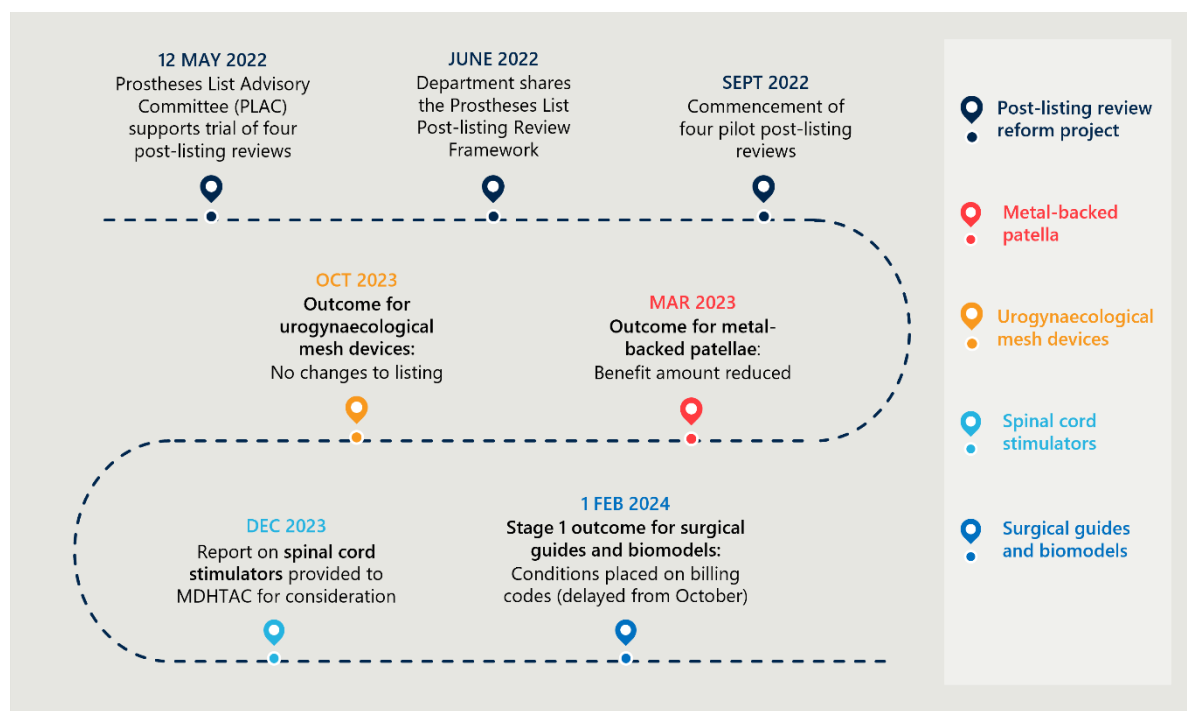 12 MAY 2022
Prostheses List Advisory
Committee (PLAC)
supports trial of four
post-listing reviews
JUNE 2022
Department shares
the Prostheses List
Post-listing Review
Framework
SEPT 2022
Commencement of
four pilot post-listing
reviews
MAR 2023
Outcome for metal-
backed patellae:
Benefit amount reduced
OCT 2023
Outcome for
urogynaecological
mesh devices:
No changes to listing
DEC 2023
Report on spinal cord
stimulators provided to
MDHTAC for consideration
1 FEB 2024
Stage 1 outcome for surgical
guides and biomodels:
Conditions placed on billing
codes (delayed from October)
Post-listing review
reform project
Metal-backed
patella
Urogynaecological
mesh devices
Spinal cord
stimulators
Surgical guides
and biomodels